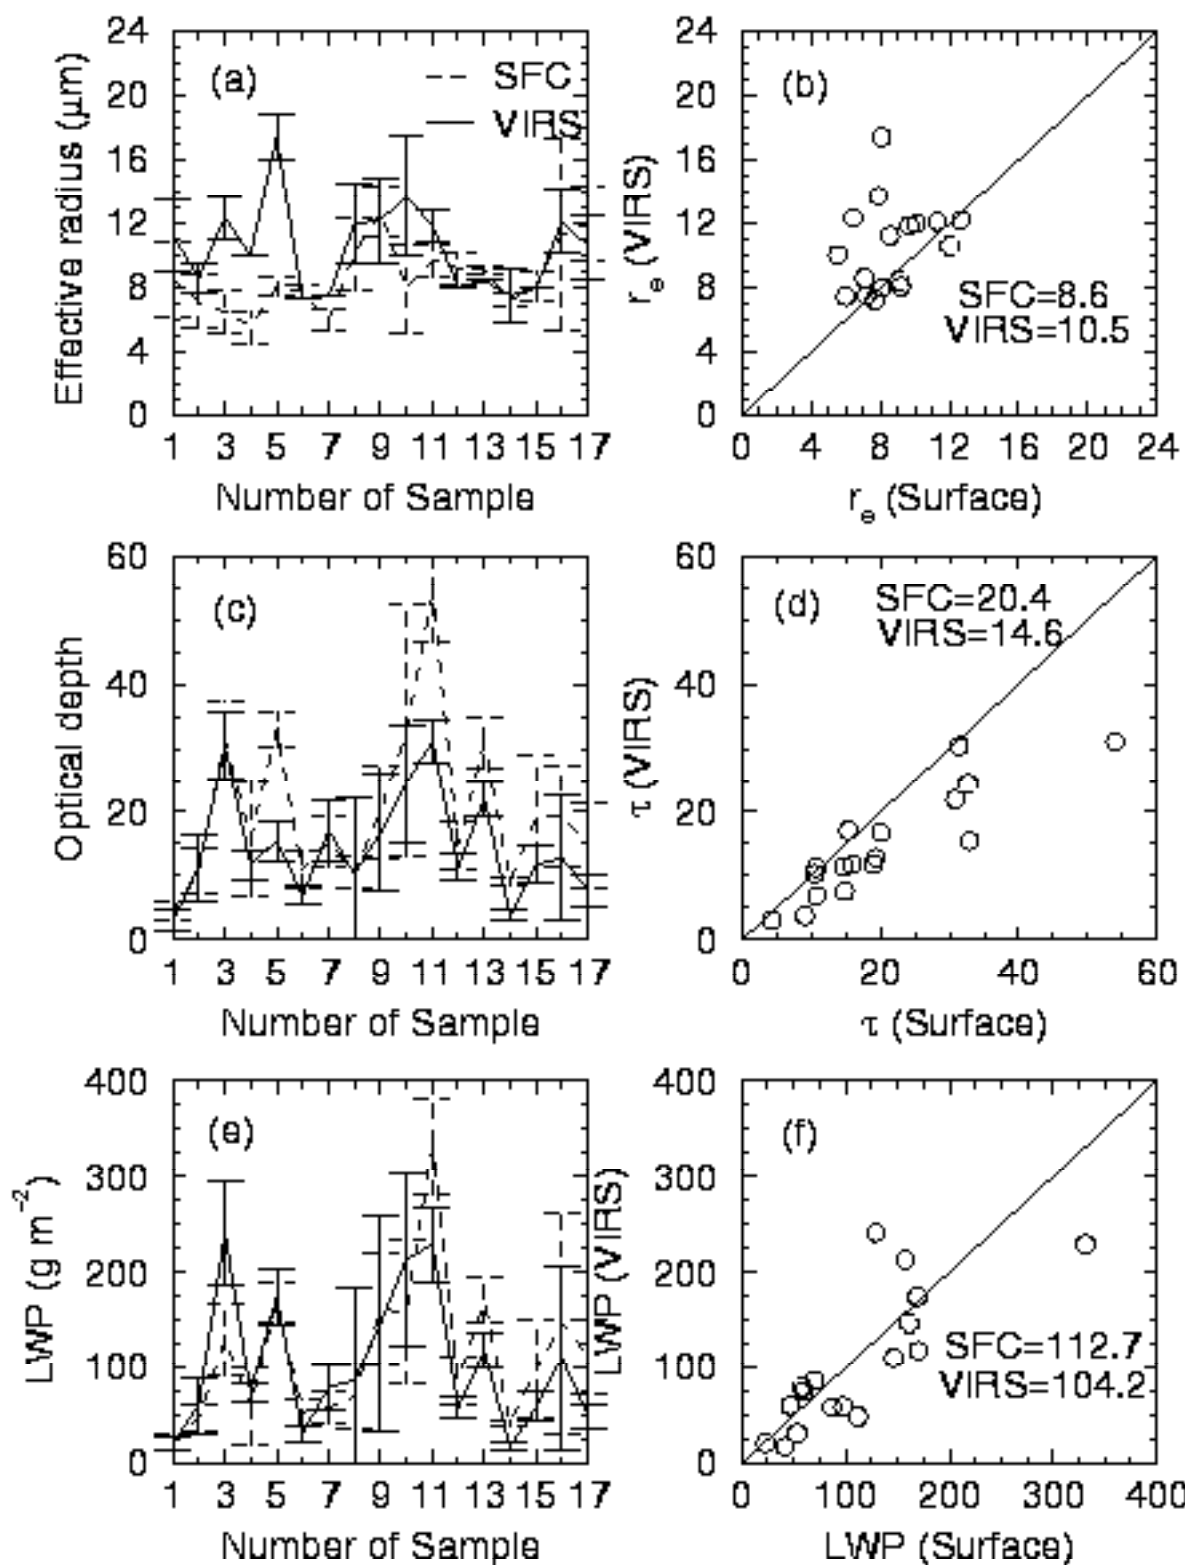 (a)
SFC
VIRS
Effective radius (μm)
24
20
16
12
8
4
0
1 3 5 7 9 11 13 15 17
Number of Sample
(b)
SFC=8.6
VIRS=10.5
r_e (VIRS)
24
20
16
12
8
4
0
0 4 8 12 16 20 24
r_e (Surface)
(c)
Optical depth
60
40
20
0
1 3 5 7 9 11 13 15 17
Number of Sample
(d)
SFC=20.4
VIRS=14.6
τ (VIRS)
60
40
20
0
0 20 40 60
τ (Surface)
(e)
LWP (g m⁻²)
400
300
200
100
0
1 3 5 7 9 11 13 15 17
Number of Sample
(f)
SFC=112.7
VIRS=104.2
LWP (VIRS)
400
300
200
100
0
0 100 200 300 400
LWP (Surface)